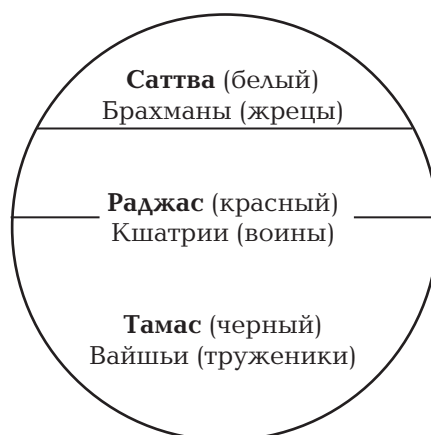 Саттва (белый)
Брахманы (жрецы)
Раджас (красный)
Кшатрии (воины)
Тамас (черный)
Вайшьи (труженики)